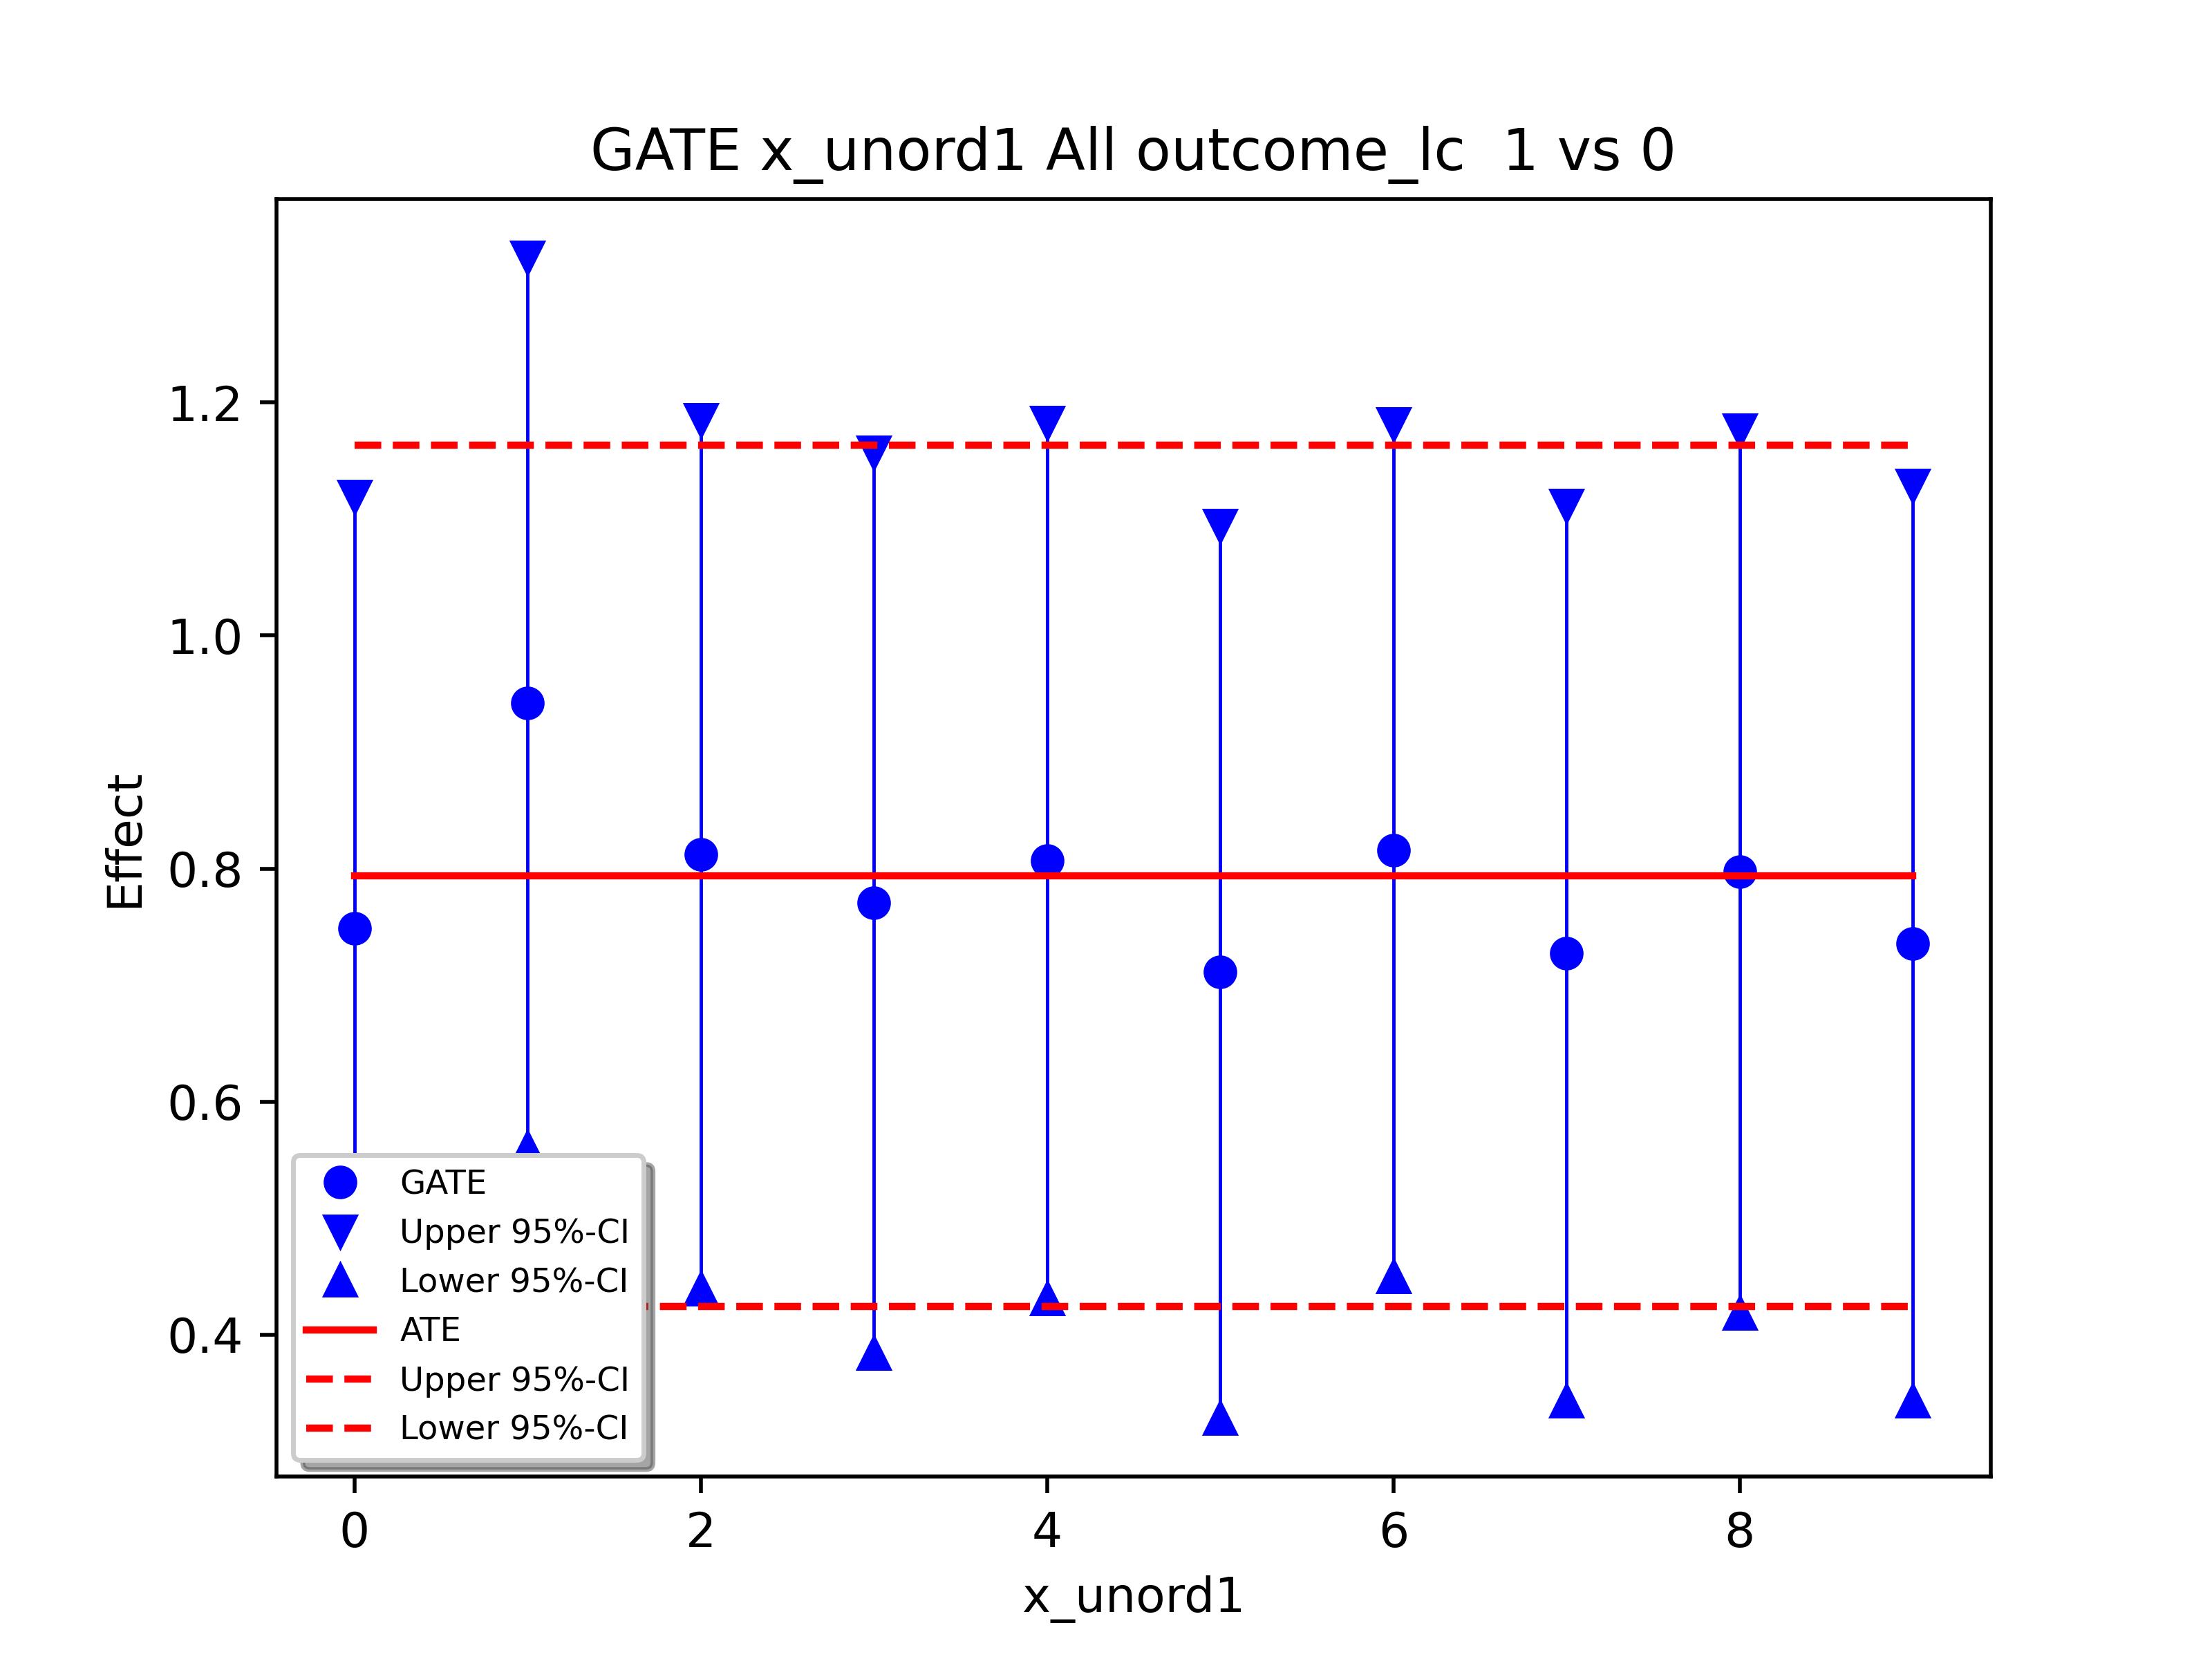 GATE x_unord1 All outcome_lc  1 vs 0
Effect
1.2
1.0
0.8
0.6
0.4
GATE
Upper 95%-CI
Lower 95%-CI
ATE
Upper 95%-CI
Lower 95%-CI
0 2 4 6 8
x_unord1